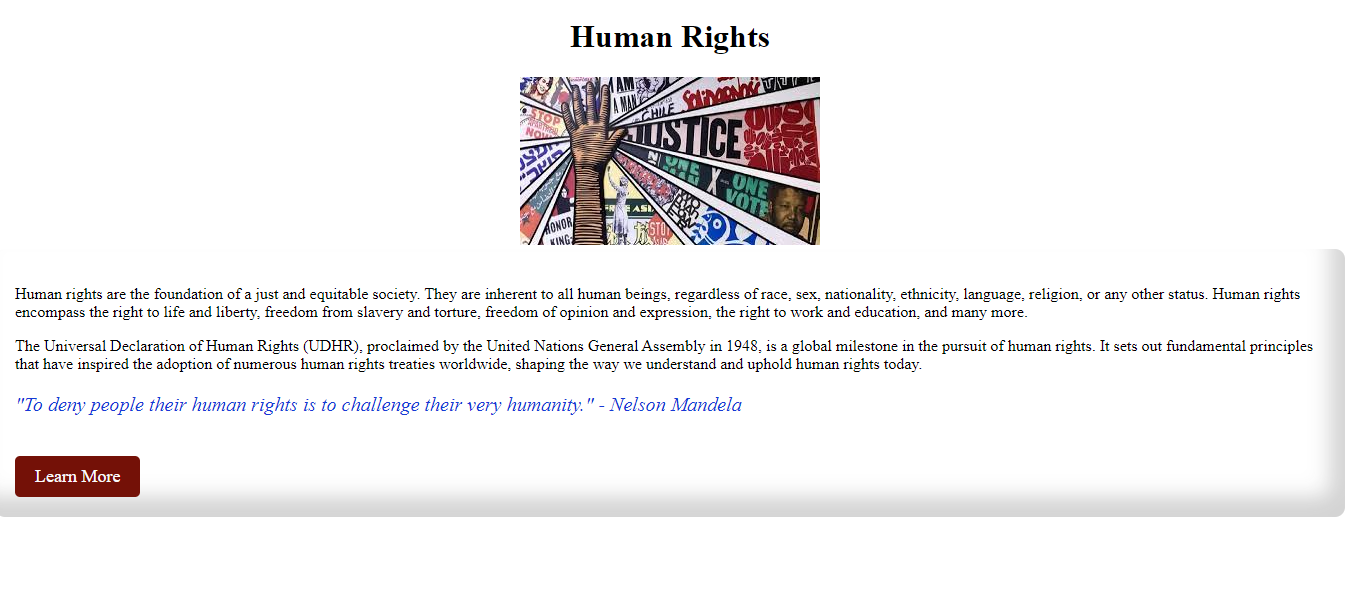 Human Rights
I AM
A MAN
CHILE
SOLIDARNOŚĆ
STOP
NOW
JUSTICE
ONE
MAN
X
ONE
VOTE
HONOR
KING:
STOP
Human rights are the foundation of a just and equitable society. They are inherent to all human beings, regardless of race, sex, nationality, ethnicity, language, religion, or any other status. Human rights
encompass the right to life and liberty, freedom from slavery and torture, freedom of opinion and expression, the right to work and education, and many more.
The Universal Declaration of Human Rights (UDHR), proclaimed by the United Nations General Assembly in 1948, is a global milestone in the pursuit of human rights. It sets out fundamental principles
that have inspired the adoption of numerous human rights treaties worldwide, shaping the way we understand and uphold human rights today.
"To deny people their human rights is to challenge their very humanity." - Nelson Mandela
Learn More